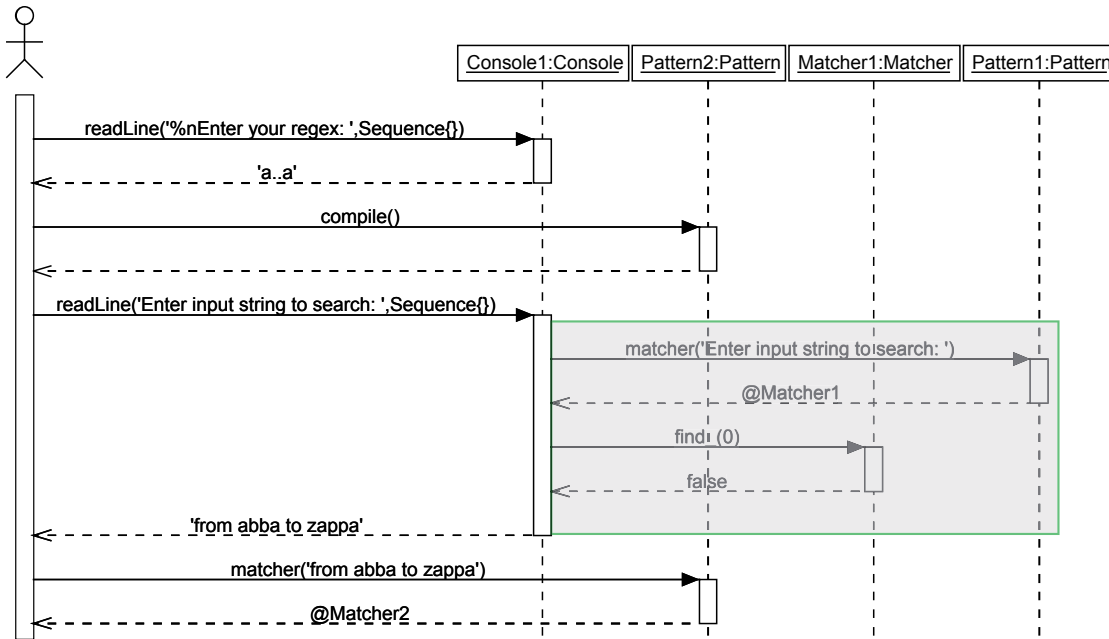 Console1:Console
Pattern2:Pattern
Matcher1:Matcher
Pattern1:Pattern
readLine('%nEnter your regex: ',Sequence{})
'a..a'
compile()
readLine('Enter input string to search: ',Sequence{})
matcher('Enter input string to search: ')
@Matcher1
find_(0)
false
'from abba to zappa'
matcher('from abba to zappa')
@Matcher2